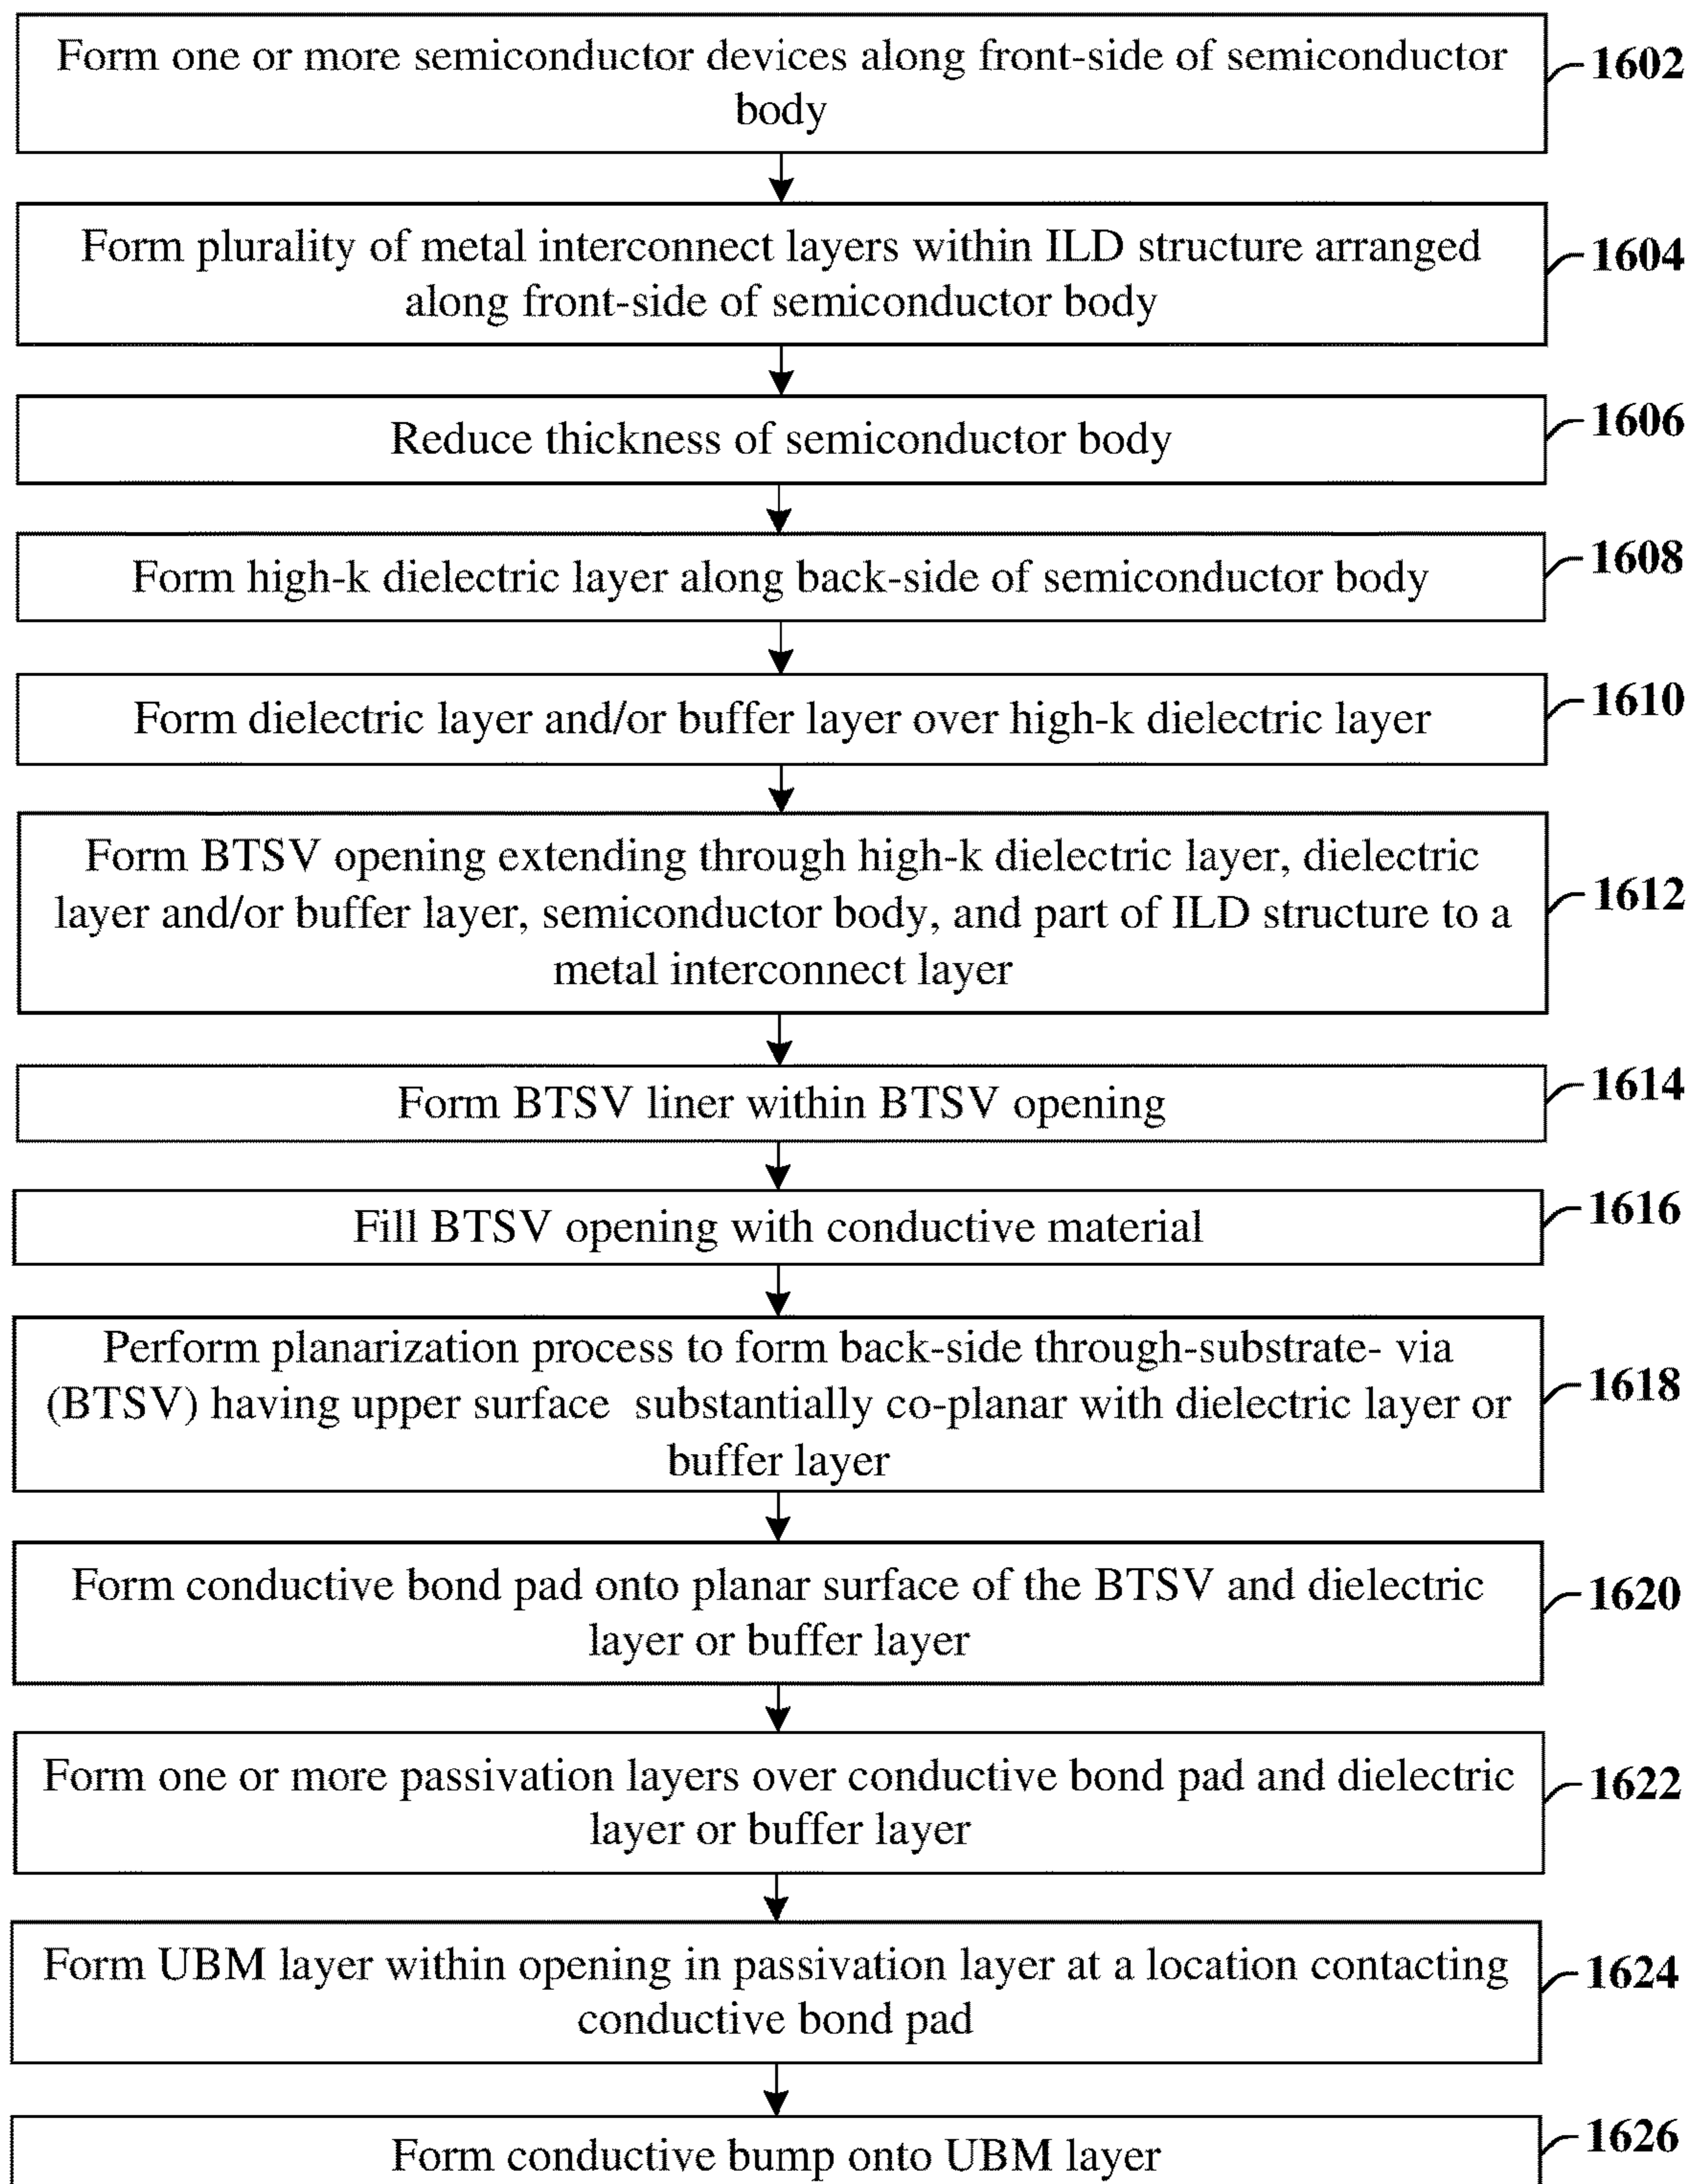 Form one or more semiconductor devices along front-side of semiconductor
body
1602
Form plurality of metal interconnect layers within ILD structure arranged
along front-side of semiconductor body
1604
Reduce thickness of semiconductor body
1606
Form high-k dielectric layer along back-side of semiconductor body
1608
Form dielectric layer and/or buffer layer over high-k dielectric layer
1610
Form BTSV opening extending through high-k dielectric layer, dielectric
layer and/or buffer layer, semiconductor body, and part of ILD structure to a
metal interconnect layer
1612
Form BTSV liner within BTSV opening
1614
Fill BTSV opening with conductive material
1616
Perform planarization process to form back-side through-substrate- via
(BTSV) having upper surface  substantially co-planar with dielectric layer or
buffer layer
1618
Form conductive bond pad onto planar surface of the BTSV and dielectric
layer or buffer layer
1620
Form one or more passivation layers over conductive bond pad and dielectric
layer or buffer layer
1622
Form UBM layer within opening in passivation layer at a location contacting
conductive bond pad
1624
Form conductive bump onto UBM layer
1626